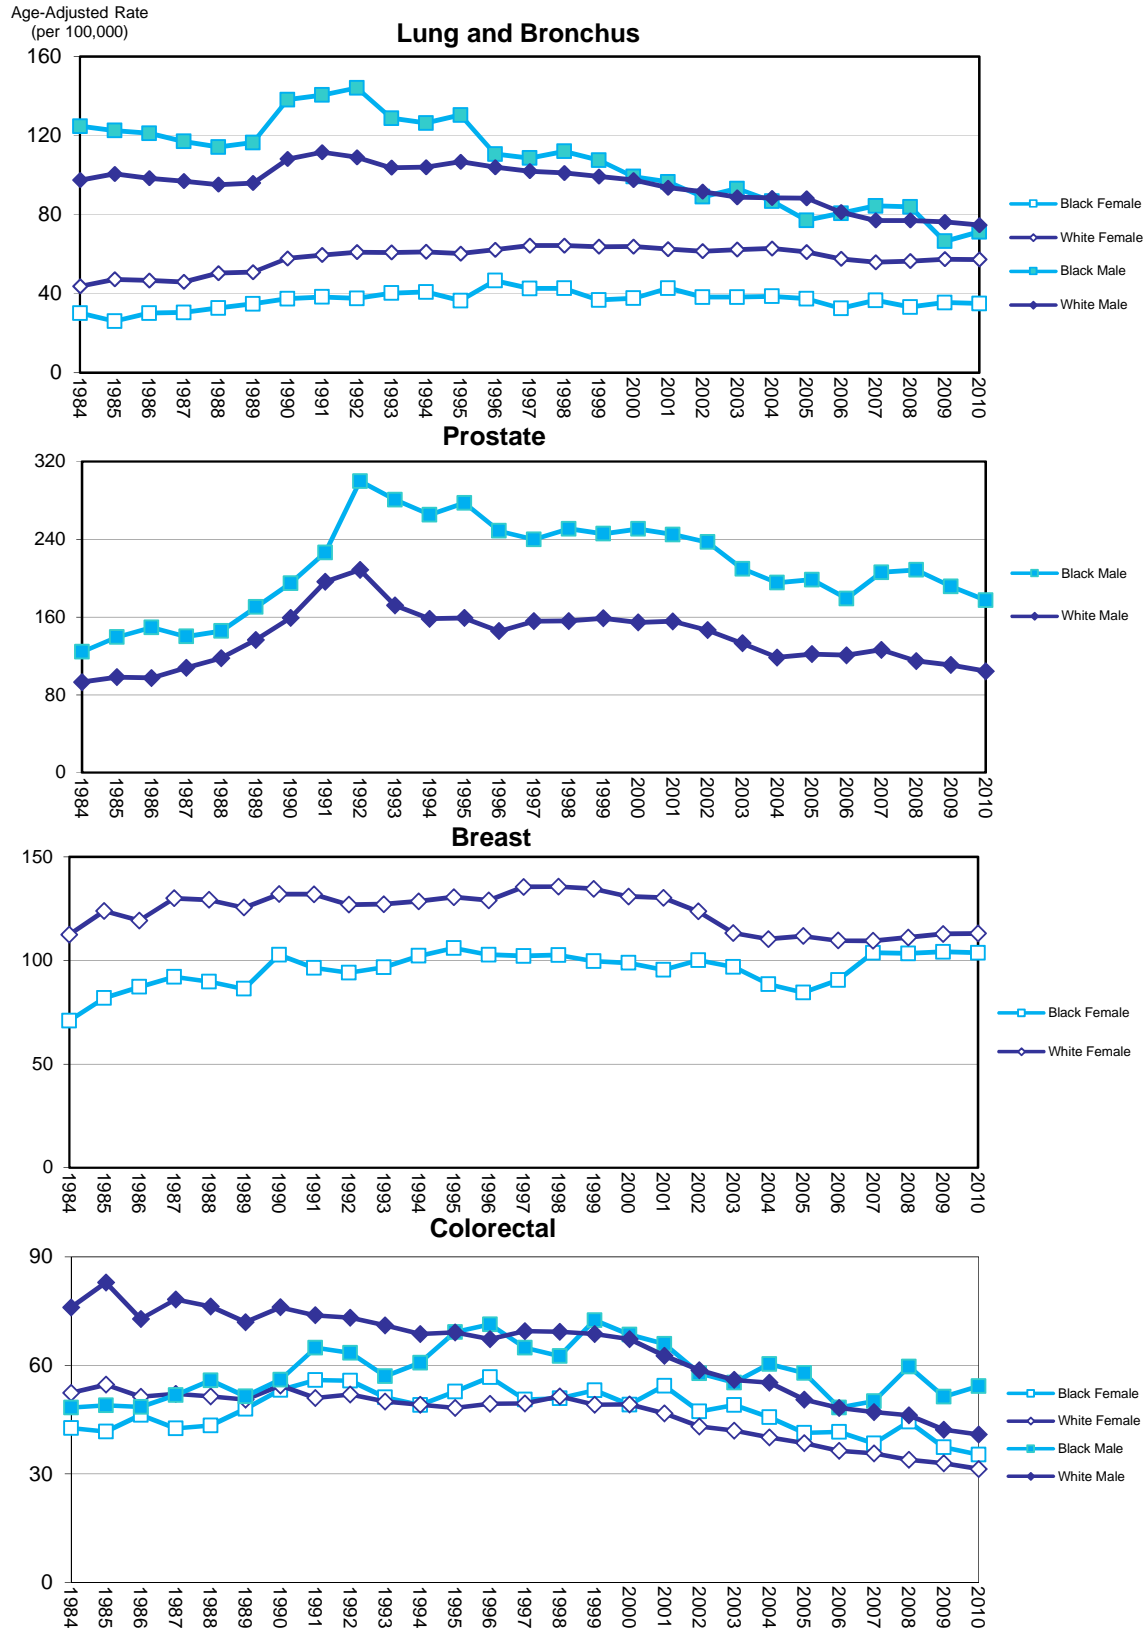 Age-Adjusted Rate
(per 100,000)
Lung and Bronchus
160
120
80
40
0
1984 1985 1986 1987 1988 1989 1990 1991 1992 1993 1994 1995 1996 1997 1998 1999 2000 2001 2002 2003 2004 2005 2006 2007 2008 2009 2010
Black Female
White Female
Black Male
White Male
Prostate
320
240
160
80
0
1984 1985 1986 1987 1988 1989 1990 1991 1992 1993 1994 1995 1996 1997 1998 1999 2000 2001 2002 2003 2004 2005 2006 2007 2008 2009 2010
Black Male
White Male
Breast
150
100
50
0
1984 1985 1986 1987 1988 1989 1990 1991 1992 1993 1994 1995 1996 1997 1998 1999 2000 2001 2002 2003 2004 2005 2006 2007 2008 2009 2010
Black Female
White Female
Colorectal
90
60
30
0
1984 1985 1986 1987 1988 1989 1990 1991 1992 1993 1994 1995 1996 1997 1998 1999 2000 2001 2002 2003 2004 2005 2006 2007 2008 2009 2010
Black Female
White Female
Black Male
White Male